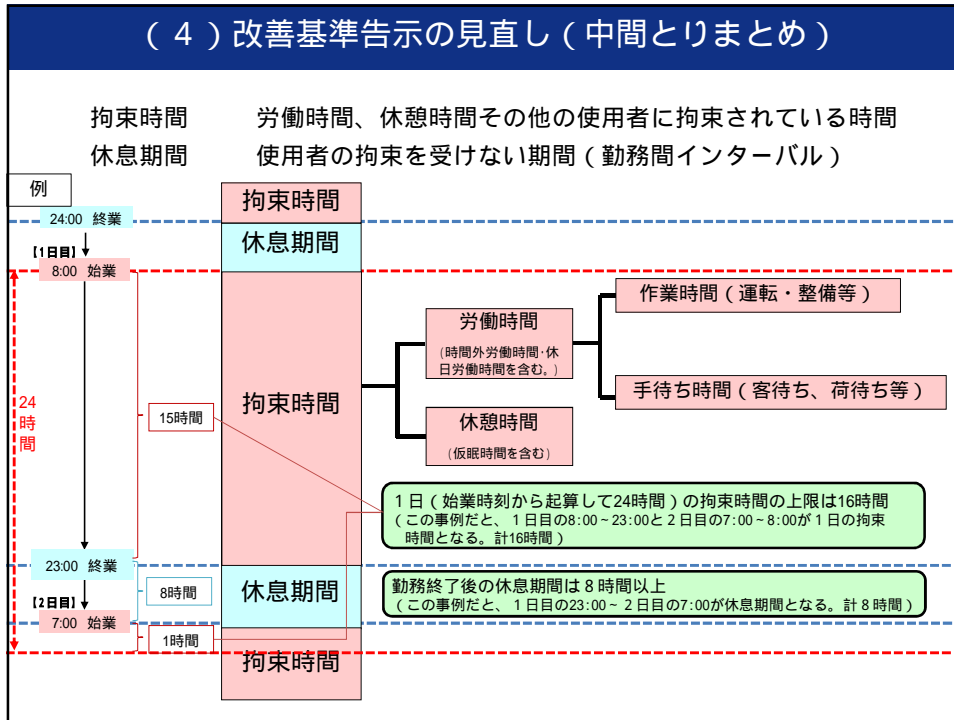 （４）改善基準告示の見直し（中間とりまとめ）
拘束時間　労働時間、休憩時間その他の使用者に拘束されている時間
休息期間　使用者の拘束を受けない期間（勤務間インターバル）
例
24:00 終業
【1日目】
8:00 始業
24時間
15時間
23:00 終業
8時間
【2日目】
7:00 始業
1時間
拘束時間
休息期間
拘束時間
休息期間
拘束時間
労働時間
(時間外労働時間・休
日労働時間を含む。)
休憩時間
(仮眠時間を含む)
作業時間（運転・整備等）
手待ち時間（客待ち、荷待ち等）
１日（始業時刻から起算して24時間）の拘束時間の上限は16時間
（この事例だと、１日目の8:00~23:00と２日目の7:00~8:00が１日の拘束
時間となる。計16時間）
勤務終了後の休息期間は８時間以上
（この事例だと、１日目の23:00~２日目の7:00が休息期間となる。計８時間）